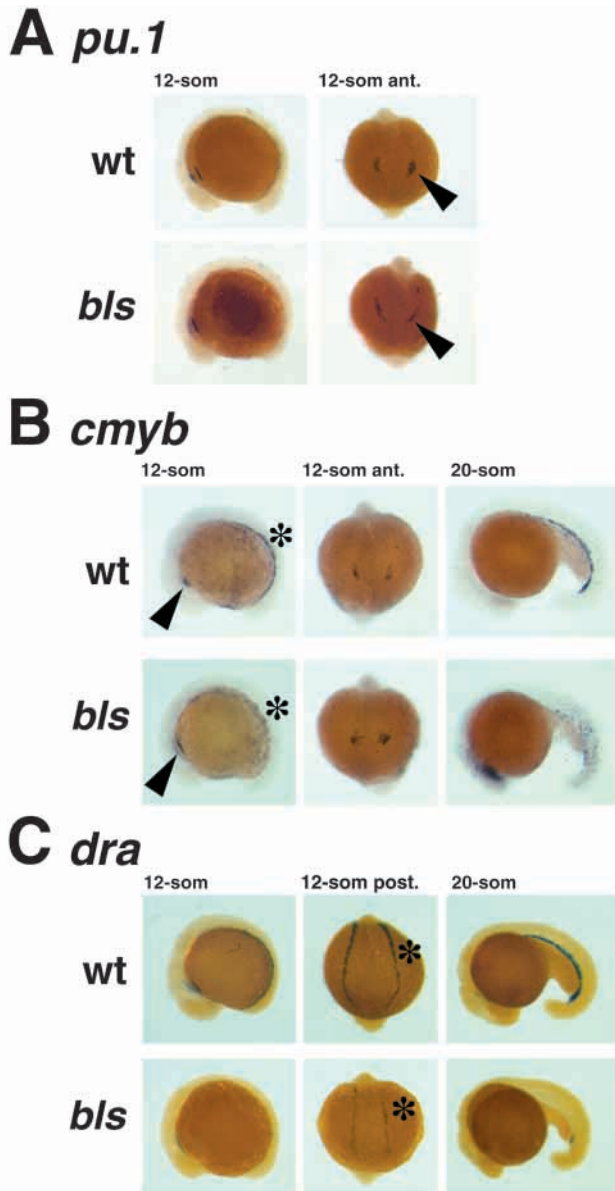 A pu.1
12-som 12-som ant.
wt
bls
B cmyb
12-som 12-som ant. 20-som
wt
*
bls
*
C dra
12-som 12-som post. 20-som
wt
*
bls
*